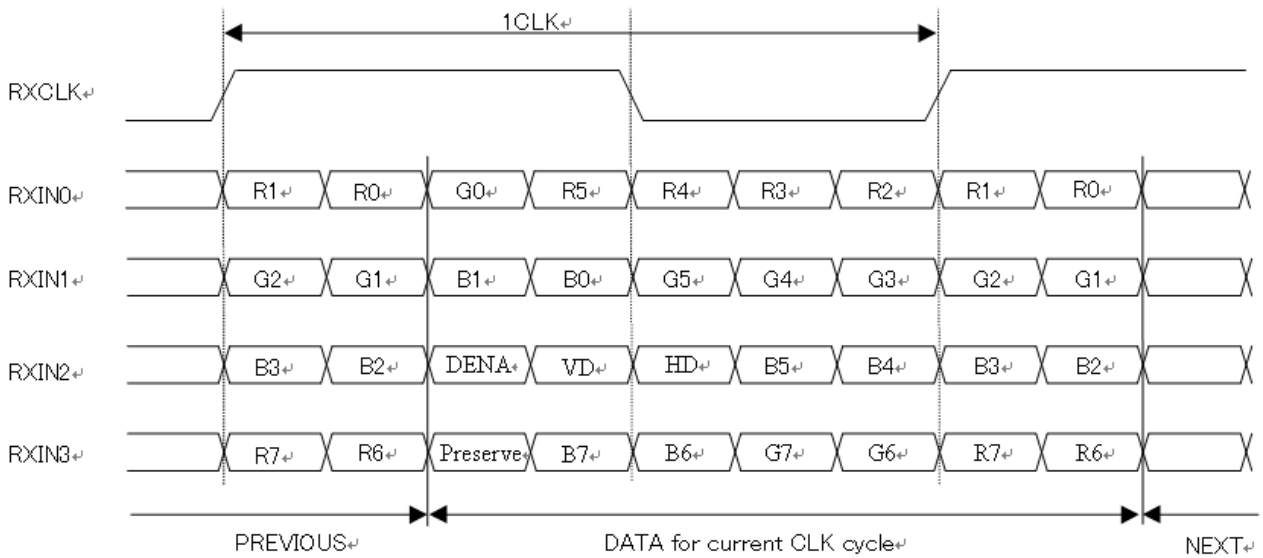 1CLK↵
RXCLK↵
RXIN0↵ R1↵ R0↵ G0↵ R5↵ R4↵ R3↵ R2↵ R1↵ R0↵
RXIN1↵ G2↵ G1↵ B1↵ B0↵ G5↵ G4↵ G3↵ G2↵ G1↵
RXIN2↵ B3↵ B2↵ DENA↵ VD↵ HD↵ B5↵ B4↵ B3↵ B2↵
RXIN3↵ R7↵ R6↵ Preserve↵ B7↵ B6↵ G7↵ G6↵ R7↵ R6↵
PREVIOUS↵ DATA for current CLK cycle↵ NEXT↵